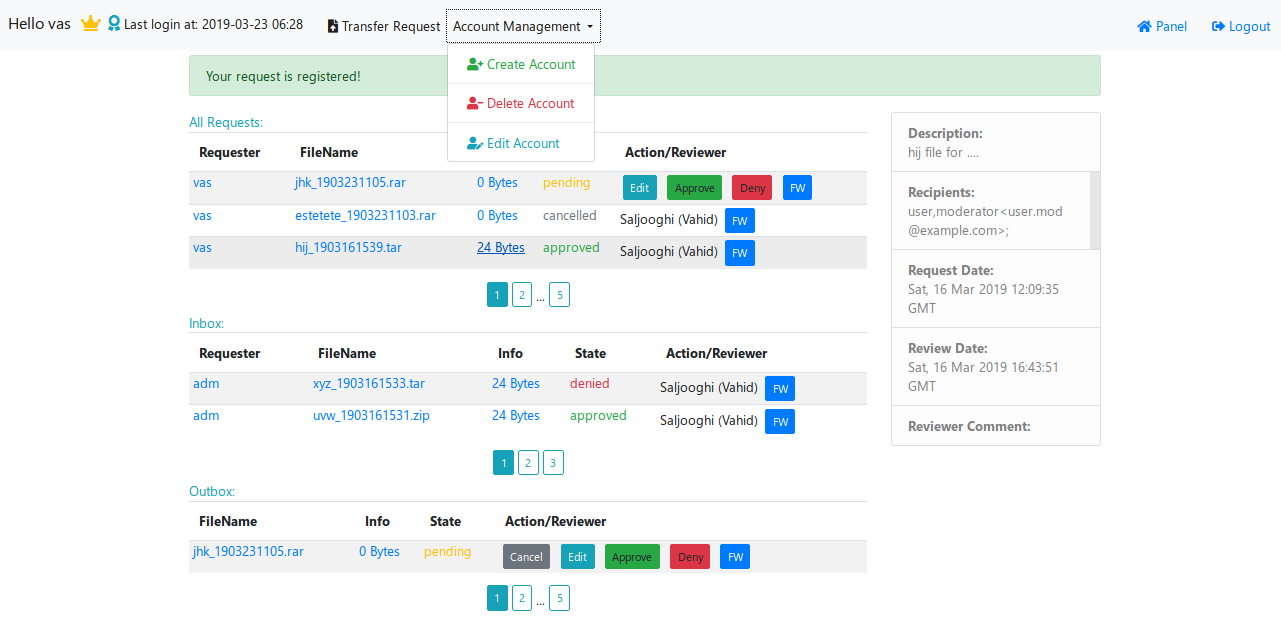 Hello vas Last login at: 2019-03-23 06:28 Transfer Request Account Management Panel Logout
Create Account
Delete Account
Edit Account
Your request is registered!
All Requests:
Requester FileName Action/Reviewer
vas jhk_1903231105.rar 0 Bytes pending Edit Approve Deny FW
vas estetete_1903231103.rar 0 Bytes cancelled Saljooghi (Vahid) FW
vas hij_1903161539.tar 24 Bytes approved Saljooghi (Vahid) FW
1 2 ... 5
Inbox:
Requester FileName Info State Action/Reviewer
adm xyz_1903161533.tar 24 Bytes denied Saljooghi (Vahid) FW
adm uvw_1903161531.zip 24 Bytes approved Saljooghi (Vahid) FW
1 2 3
Outbox:
FileName Info State Action/Reviewer
jhk_1903231105.rar 0 Bytes pending Cancel Edit Approve Deny FW
1 2 ... 5
Description:
hij file for ....
Recipients:
user,moderator<user.mod
@example.com>;
Request Date:
Sat, 16 Mar 2019 12:09:35
GMT
Review Date:
Sat, 16 Mar 2019 16:43:51
GMT
Reviewer Comment: